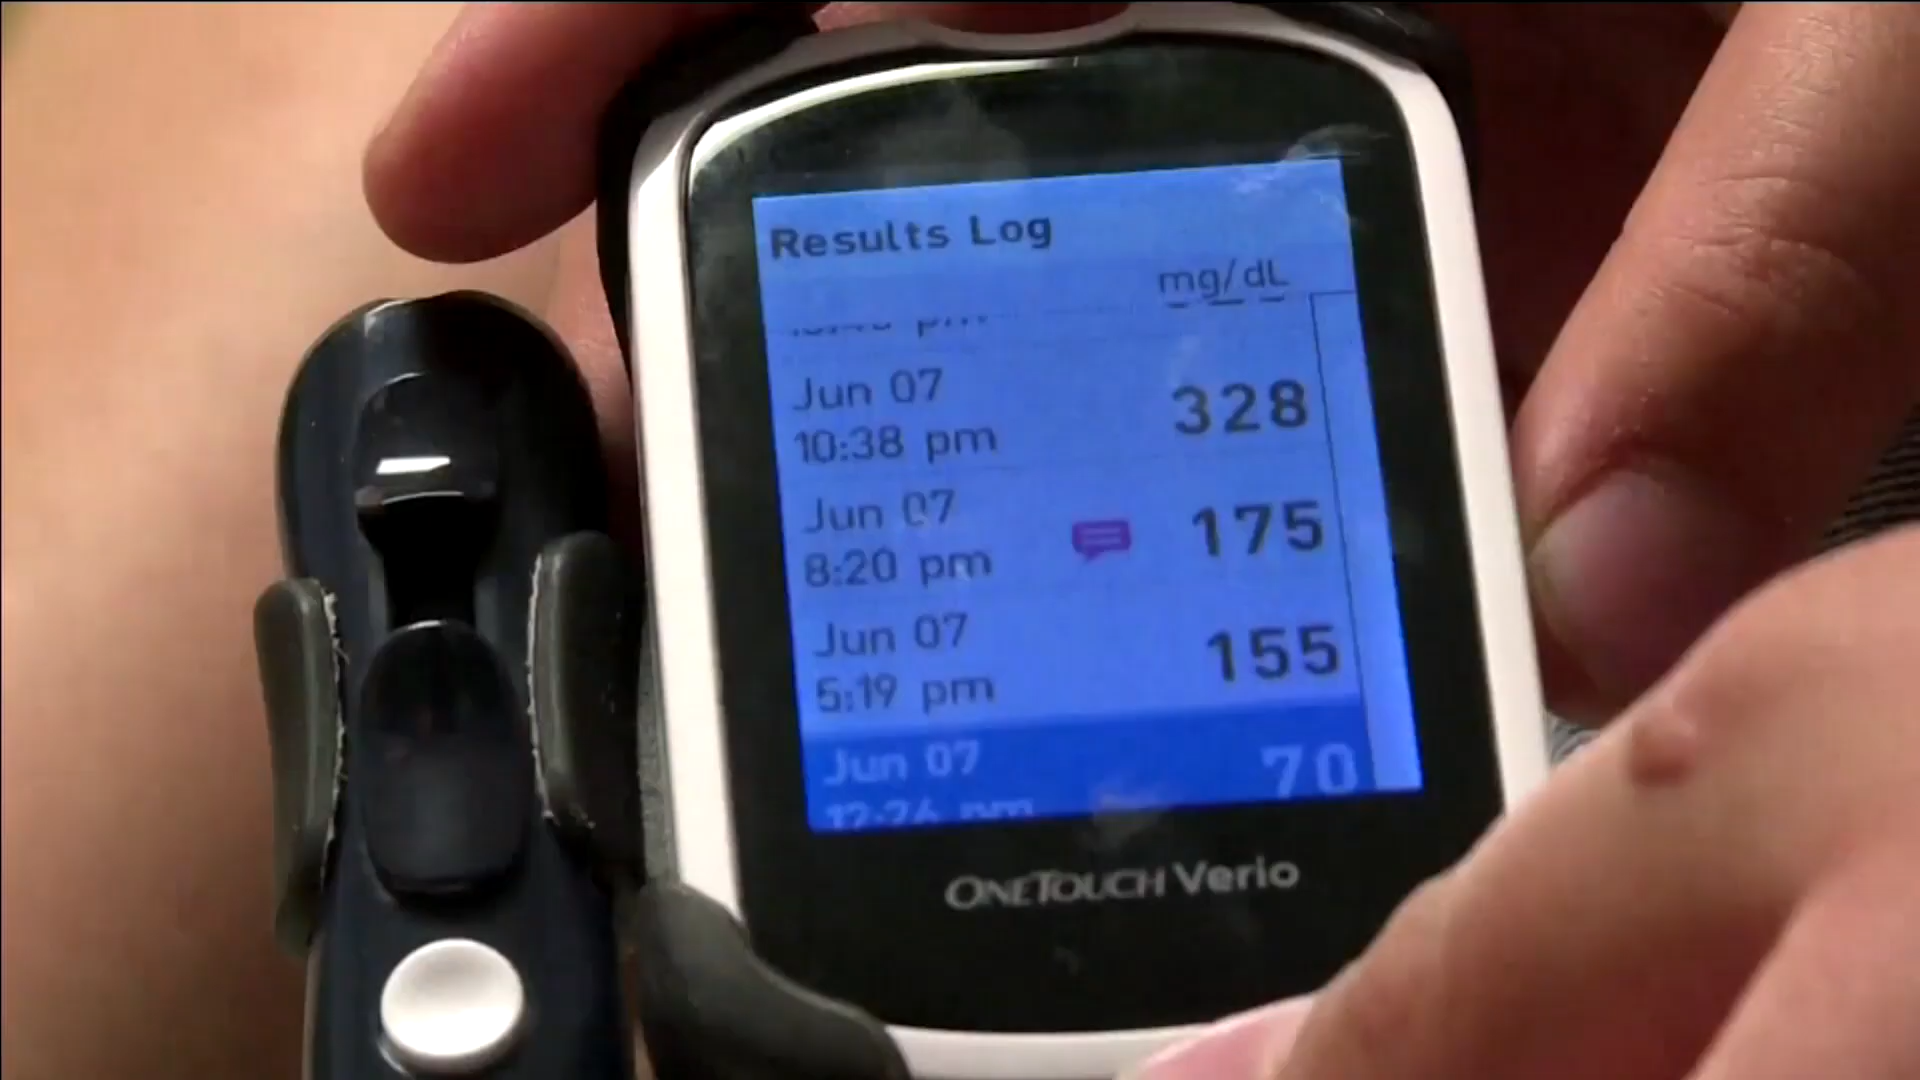 Results Log
mg/dL
Jun 07
10:38 pm
328
Jun 07
8:20 pm
175
Jun 07
5:19 pm
155
Jun 07
70
ONETOUCH Verio